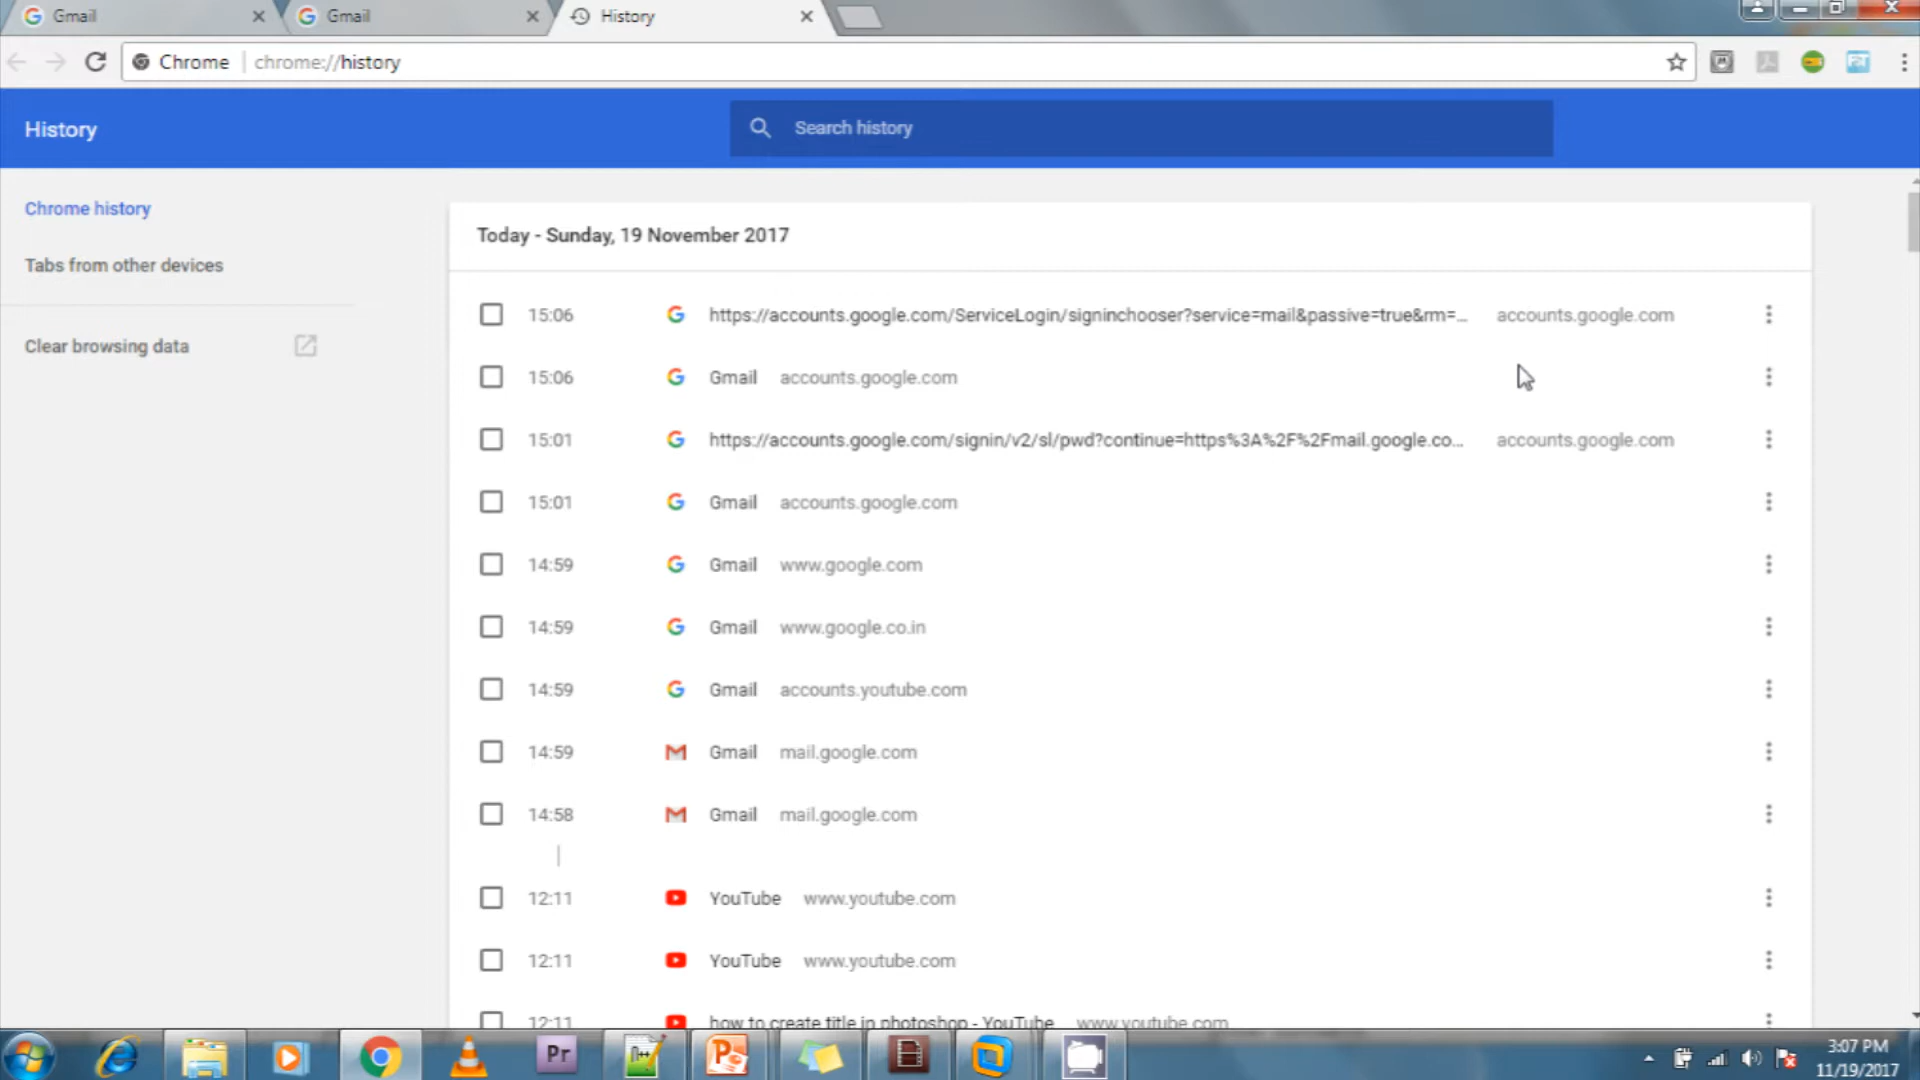 Gmail
Gmail
History
Chrome
chrome://history
History
Search history
Chrome history
Tabs from other devices
Clear browsing data
Today - Sunday, 19 November 2017
15:06 https://accounts.google.com/ServiceLogin/signinchooser?service=mail&passive=true&rm=... accounts.google.com
15:06 Gmail accounts.google.com
15:01 https://accounts.google.com/signin/v2/sl/pwd?continue=https%3A%2F%2Fmail.google.co... accounts.google.com
15:01 Gmail accounts.google.com
14:59 Gmail www.google.com
14:59 Gmail www.google.co.in
14:59 Gmail accounts.youtube.com
14:59 Gmail mail.google.com
14:58 Gmail mail.google.com
12:11 YouTube www.youtube.com
12:11 YouTube www.youtube.com
12:11 how to create title in photoshop - YouTube www.youtube.com
Pr
3:07 PM
11/19/2017